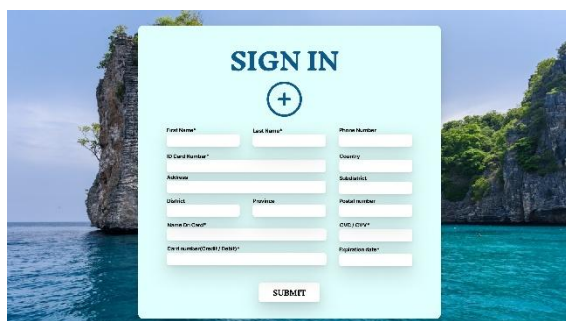 SIGN IN
First Name* Last Name* Phone Number
ID Card Number* Country
Address Subdistrict
District Province Postal number
Name On Card* CVC / CVV*
Card number(Credit / Debit)* Expiration date*
SUBMIT